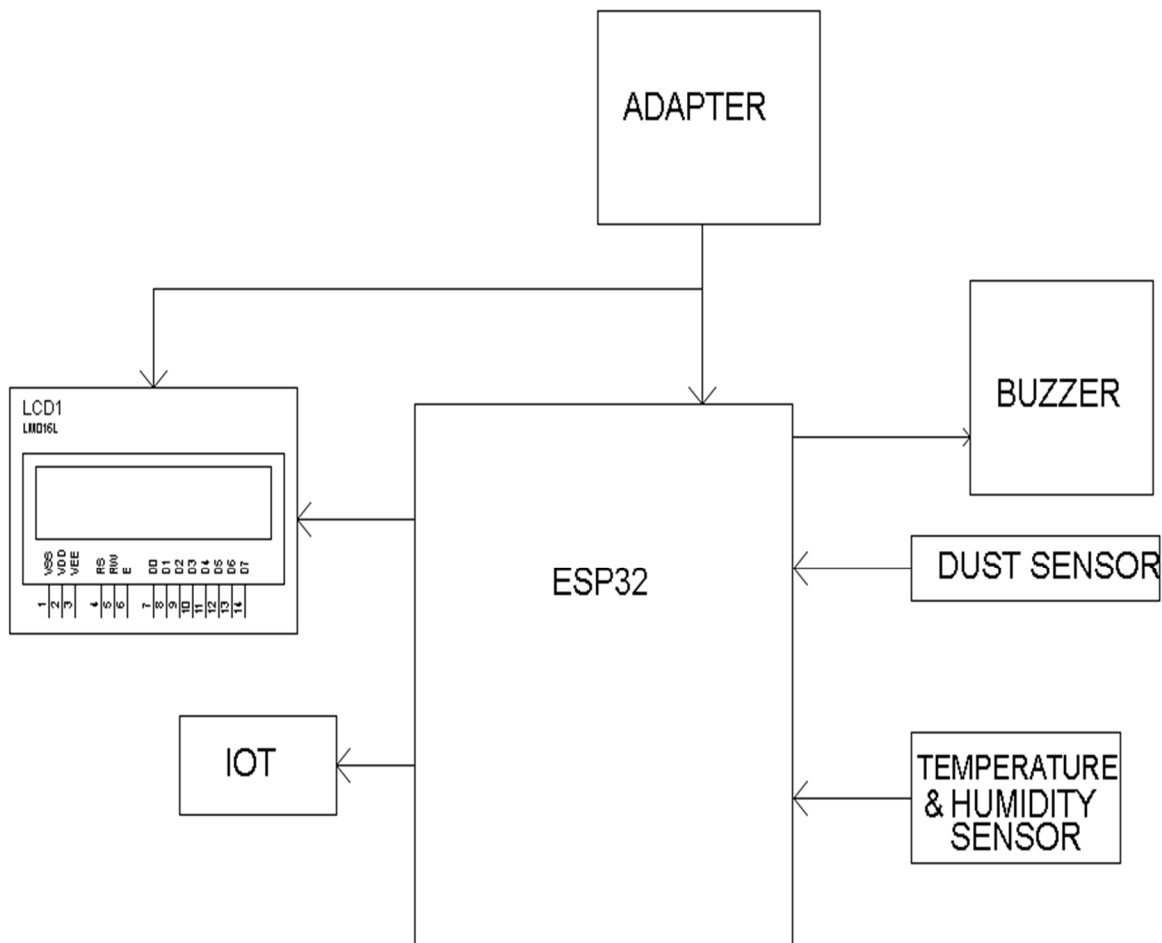 ADAPTER
BUZZER
LCD1
LM016L
VSS
VDD
VEE
RS
RW
E
D0
D1
D2
D3
D4
D5
D6
D7
1
2
3
4
5
6
7
8
9
10
11
12
13
14
ESP32
DUST SENSOR
IOT
TEMPERATURE
& HUMIDITY
SENSOR